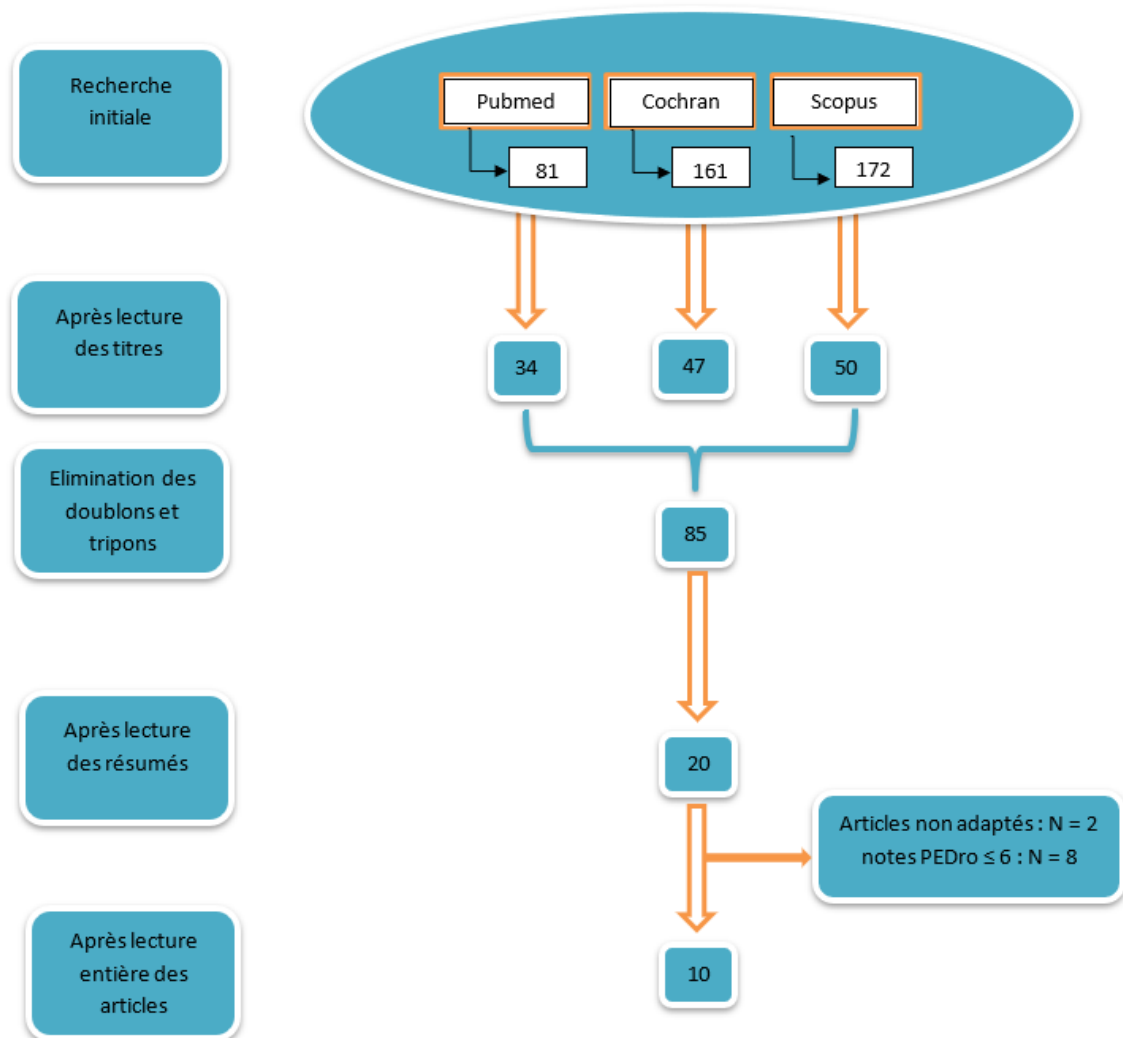 Recherche
initiale
Pubmed
Cochran
Scopus
81
161
172
Après lecture
des titres
34
47
50
Elimination des
doublons et
tripons
85
Après lecture
des résumés
20
Articles non adaptés : N = 2
notes PEDro ≤ 6 : N = 8
Après lecture
entière des
articles
10